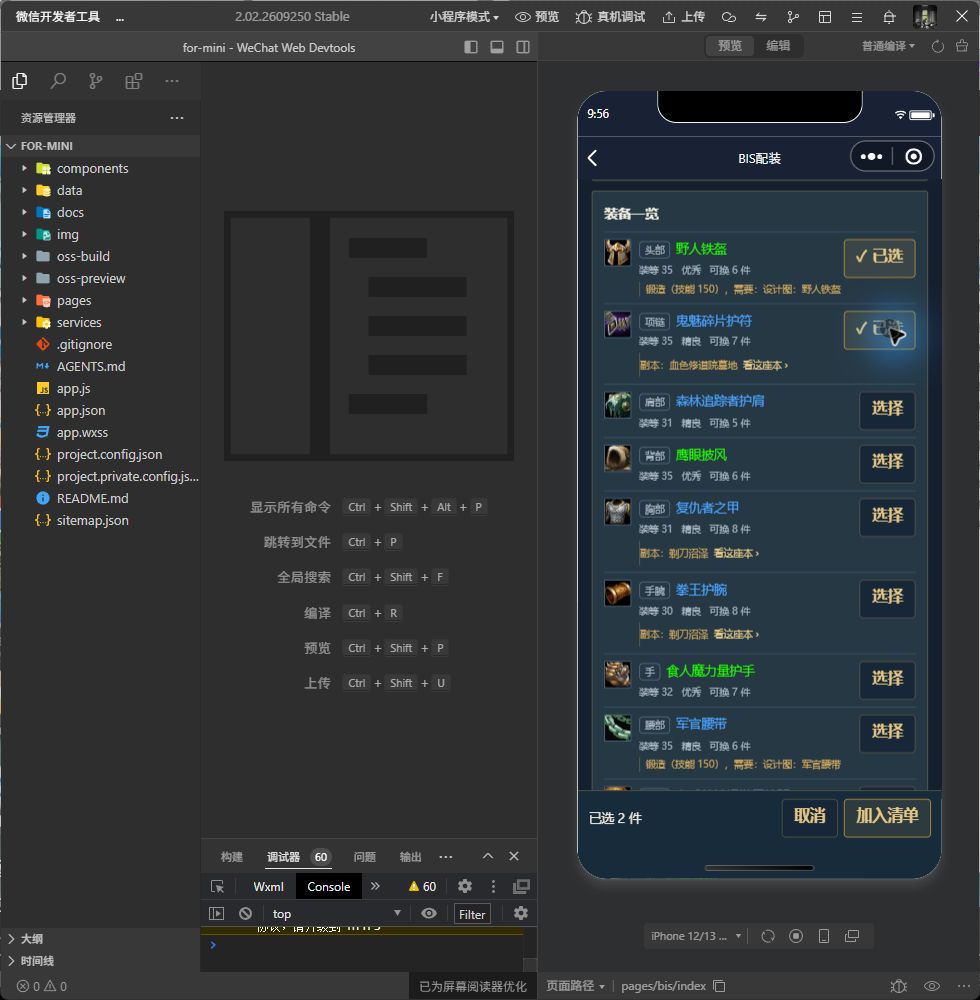 微信开发者工具 ... 2.02.2609250 Stable 小程序模式 预览 真机调试 上传
for-mini - WeChat Web Devtools 预览 编辑 普通编译
资源管理器 ...
FOR-MINI
components
data
docs
img
oss-build
oss-preview
pages
services
.gitignore
AGENTS.md
app.js
app.json
app.wxss
project.config.json
project.private.config.js...
README.md
sitemap.json
大纲
时间线
0 0
显示所有命令 Ctrl + Shift + Alt + P
跳转到文件 Ctrl + P
全局搜索 Ctrl + Shift + F
编译 Ctrl + R
预览 Ctrl + Shift + P
上传 Ctrl + Shift + U
构建 调试器 60 问题 输出 ...
Wxml Console » 60
top Filter
已为屏幕阅读器优化
9:56
BIS配装
装备一览
头部 野人铁盔 ✓ 已选
装等 35 优秀 可换 6 件
锻造（技能 150），需要：设计图：野人铁盔
项链 鬼魅碎片护符 ✓ 已选
装等 35 精良 可换 7 件
副本：血色修道院墓地 看这座本 ›
肩部 森林追踪者护肩 选择
装等 31 精良 可换 5 件
背部 鹰眼披风 选择
装等 35 优秀 可换 6 件
胸部 复仇者之甲 选择
装等 31 精良 可换 8 件
副本：剃刀沼泽 看这座本 ›
手腕 拳王护腕 选择
装等 30 精良 可换 8 件
副本：剃刀沼泽 看这座本 ›
手 食人魔力量护手 选择
装等 32 优秀 可换 7 件
腰部 军官腰带 选择
装等 35 精良 可换 6 件
锻造（技能 150），需要：设计图：军官腰带
已选 2 件 取消 加入清单
iPhone 12/13 ...
页面路径 pages/bis/index ...